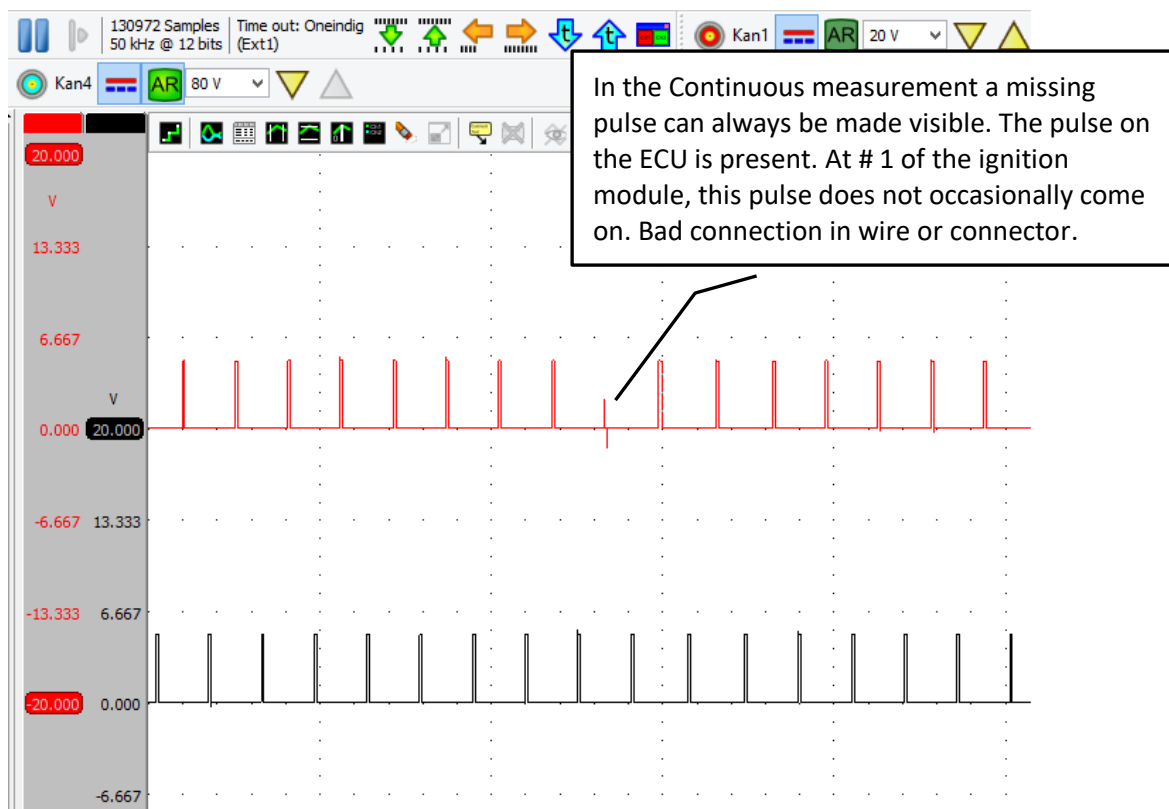 130972 Samples
50 kHz @ 12 bits
Time out: Oneindig
(Ext1)
t
t
Kan1
AR
20 V
Kan4
AR
80 V
In the Continuous measurement a missing
pulse can always be made visible. The pulse on
the ECU is present. At # 1 of the ignition
module, this pulse does not occasionally come
on. Bad connection in wire or connector.
20.000
V
13.333
6.667
V
0.000 20.000
-6.667 13.333
-13.333 6.667
-20.000 0.000
-6.667